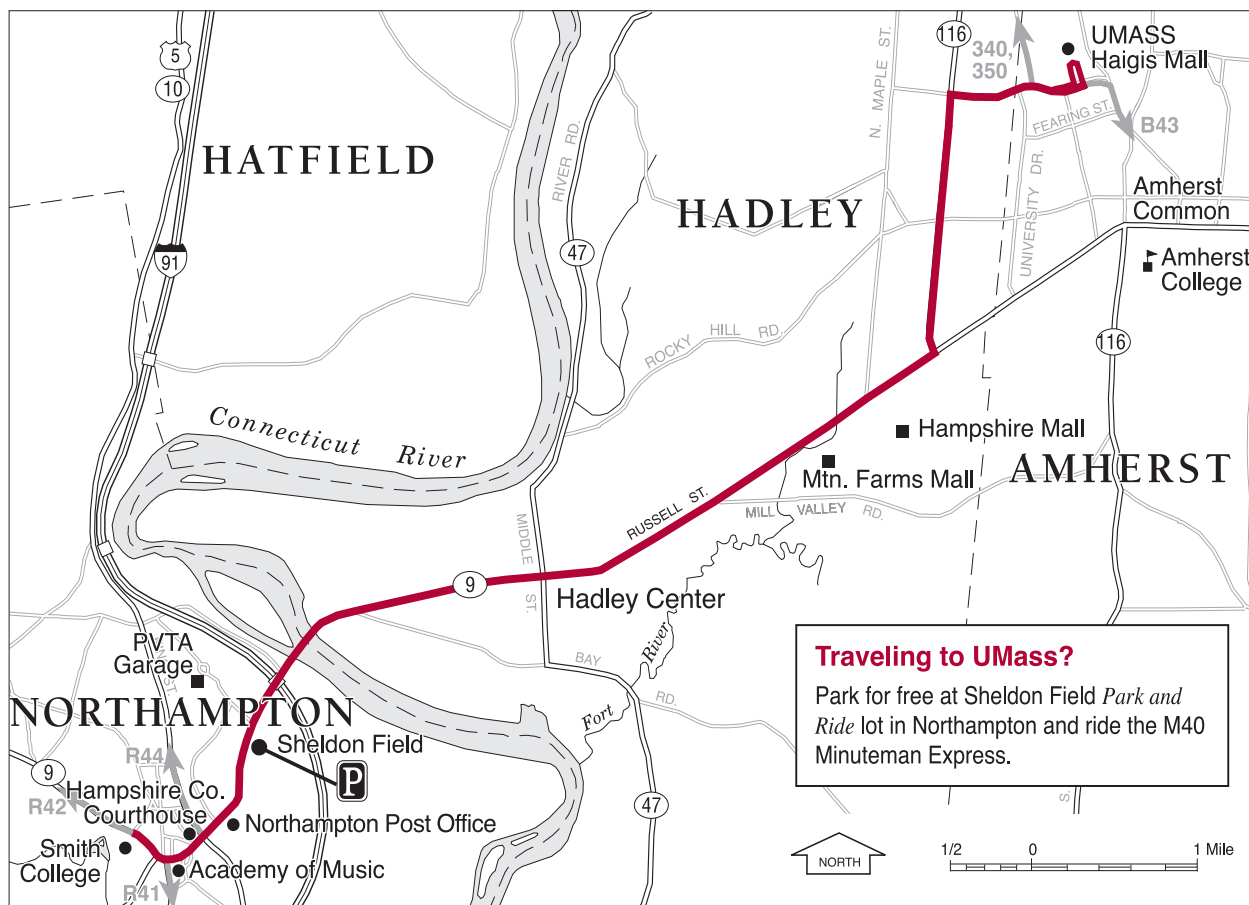 5
10
HATFIELD
91
RIVER RD.
47
N. MAPLE ST.
116
340,
350
UMASS
Haigis Mall
FEARING ST.
B43
HADLEY
UNIVERSITY DR.
Amherst
Common
Amherst
College
116
ROCKY HILL RD.
Connecticut River
Hampshire Mall
Mtn. Farms Mall
AMHERST
RUSSELL ST.
MILL VALLEY RD.
MIDDLE ST.
9
Hadley Center
PVTA
Garage
ST.
BAY RD.
Fort River
NORTHAMPTON
Sheldon Field
P
R44
9
R42
Hampshire Co.
Courthouse
Northampton Post Office
Smith
College
Academy of Music
R41
47
Traveling to UMass?
Park for free at Sheldon Field Park and
Ride lot in Northampton and ride the M40
Minuteman Express.
S.
NORTH
1/2 0 1 Mile